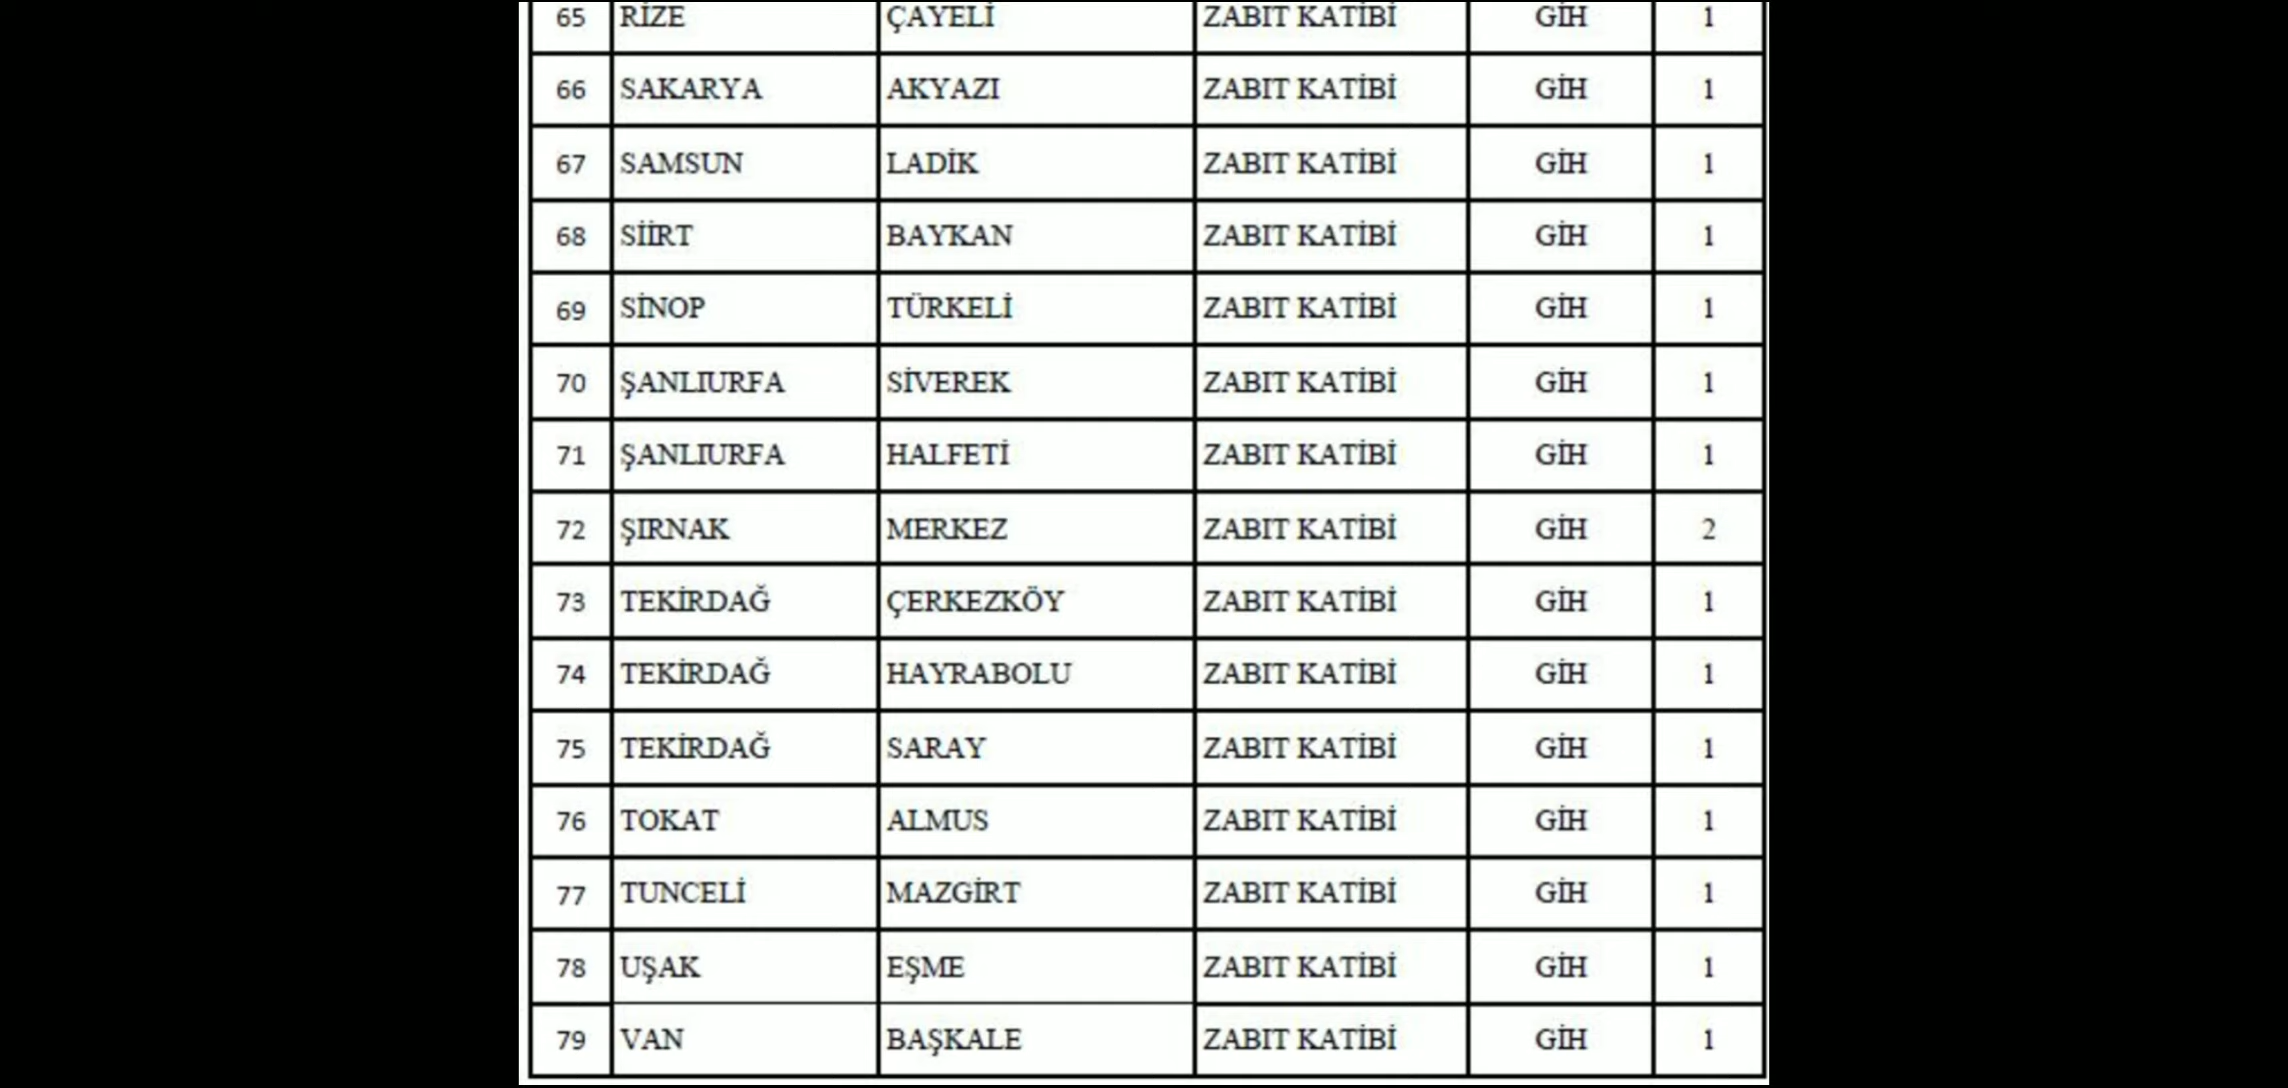 65 RİZE ÇAYELİ ZABIT KATİBİ GİH 1
66 SAKARYA AKYAZI ZABIT KATİBİ GİH 1
67 SAMSUN LADİK ZABIT KATİBİ GİH 1
68 SİİRT BAYKAN ZABIT KATİBİ GİH 1
69 SİNOP TÜRKELİ ZABIT KATİBİ GİH 1
70 ŞANLIURFA SİVEREK ZABIT KATİBİ GİH 1
71 ŞANLIURFA HALFETİ ZABIT KATİBİ GİH 1
72 ŞIRNAK MERKEZ ZABIT KATİBİ GİH 2
73 TEKİRDAĞ ÇERKEZKÖY ZABIT KATİBİ GİH 1
74 TEKİRDAĞ HAYRABOLU ZABIT KATİBİ GİH 1
75 TEKİRDAĞ SARAY ZABIT KATİBİ GİH 1
76 TOKAT ALMUS ZABIT KATİBİ GİH 1
77 TUNCELİ MAZGİRT ZABIT KATİBİ GİH 1
78 UŞAK EŞME ZABIT KATİBİ GİH 1
79 VAN BAŞKALE ZABIT KATİBİ GİH 1